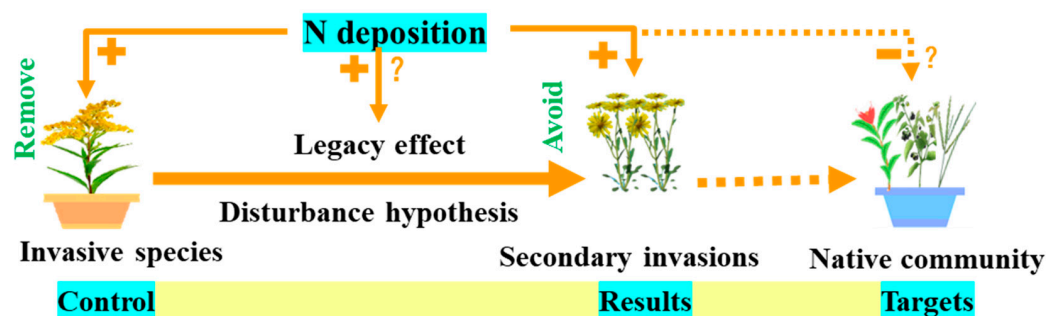 N deposition
+
+
?
+
-
?
Remove
Avoid
Legacy effect
Disturbance hypothesis
Invasive species
Secondary invasions
Native community
Control
Results
Targets